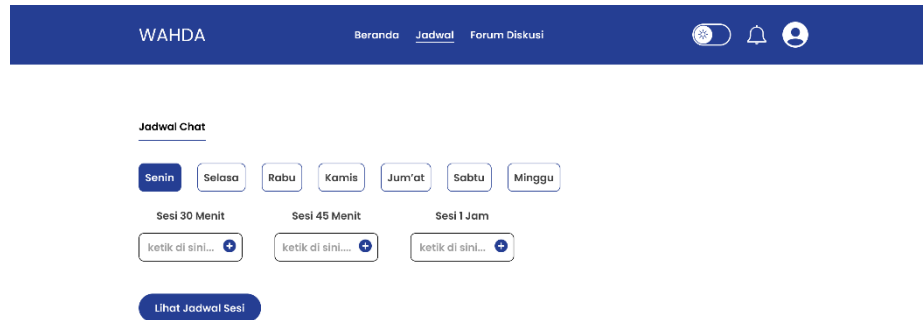 WAHDA Beranda Jadwal Forum Diskusi
Jadwal Chat
Senin Selasa Rabu Kamis Jum'at Sabtu Minggu
Sesi 30 Menit Sesi 45 Menit Sesi 1 Jam
ketik di sini... ketik di sini.... ketik di sini...
Lihat Jadwal Sesi